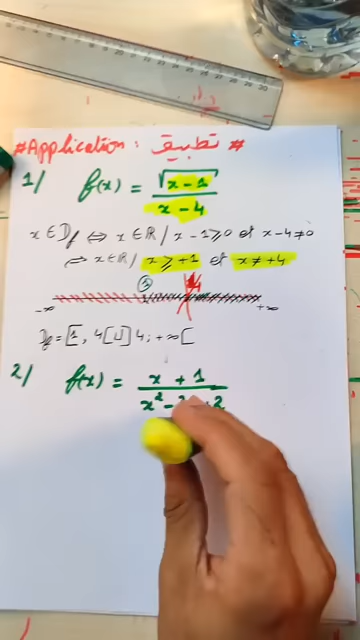 #Application : تطبيق #
1/ f(x) = √(x-1) / (x-4)
x ∈ Df ⇔ x ∈ ℝ / x-1 ≥ 0 et x-4 ≠ 0
⇔ x ∈ ℝ / x ≥ +1 et x ≠ +4
1 4
-∞ +∞
Df = [1, 4[ ∪ ]4; +∞[
2/ f(x) = x + 1
x² -